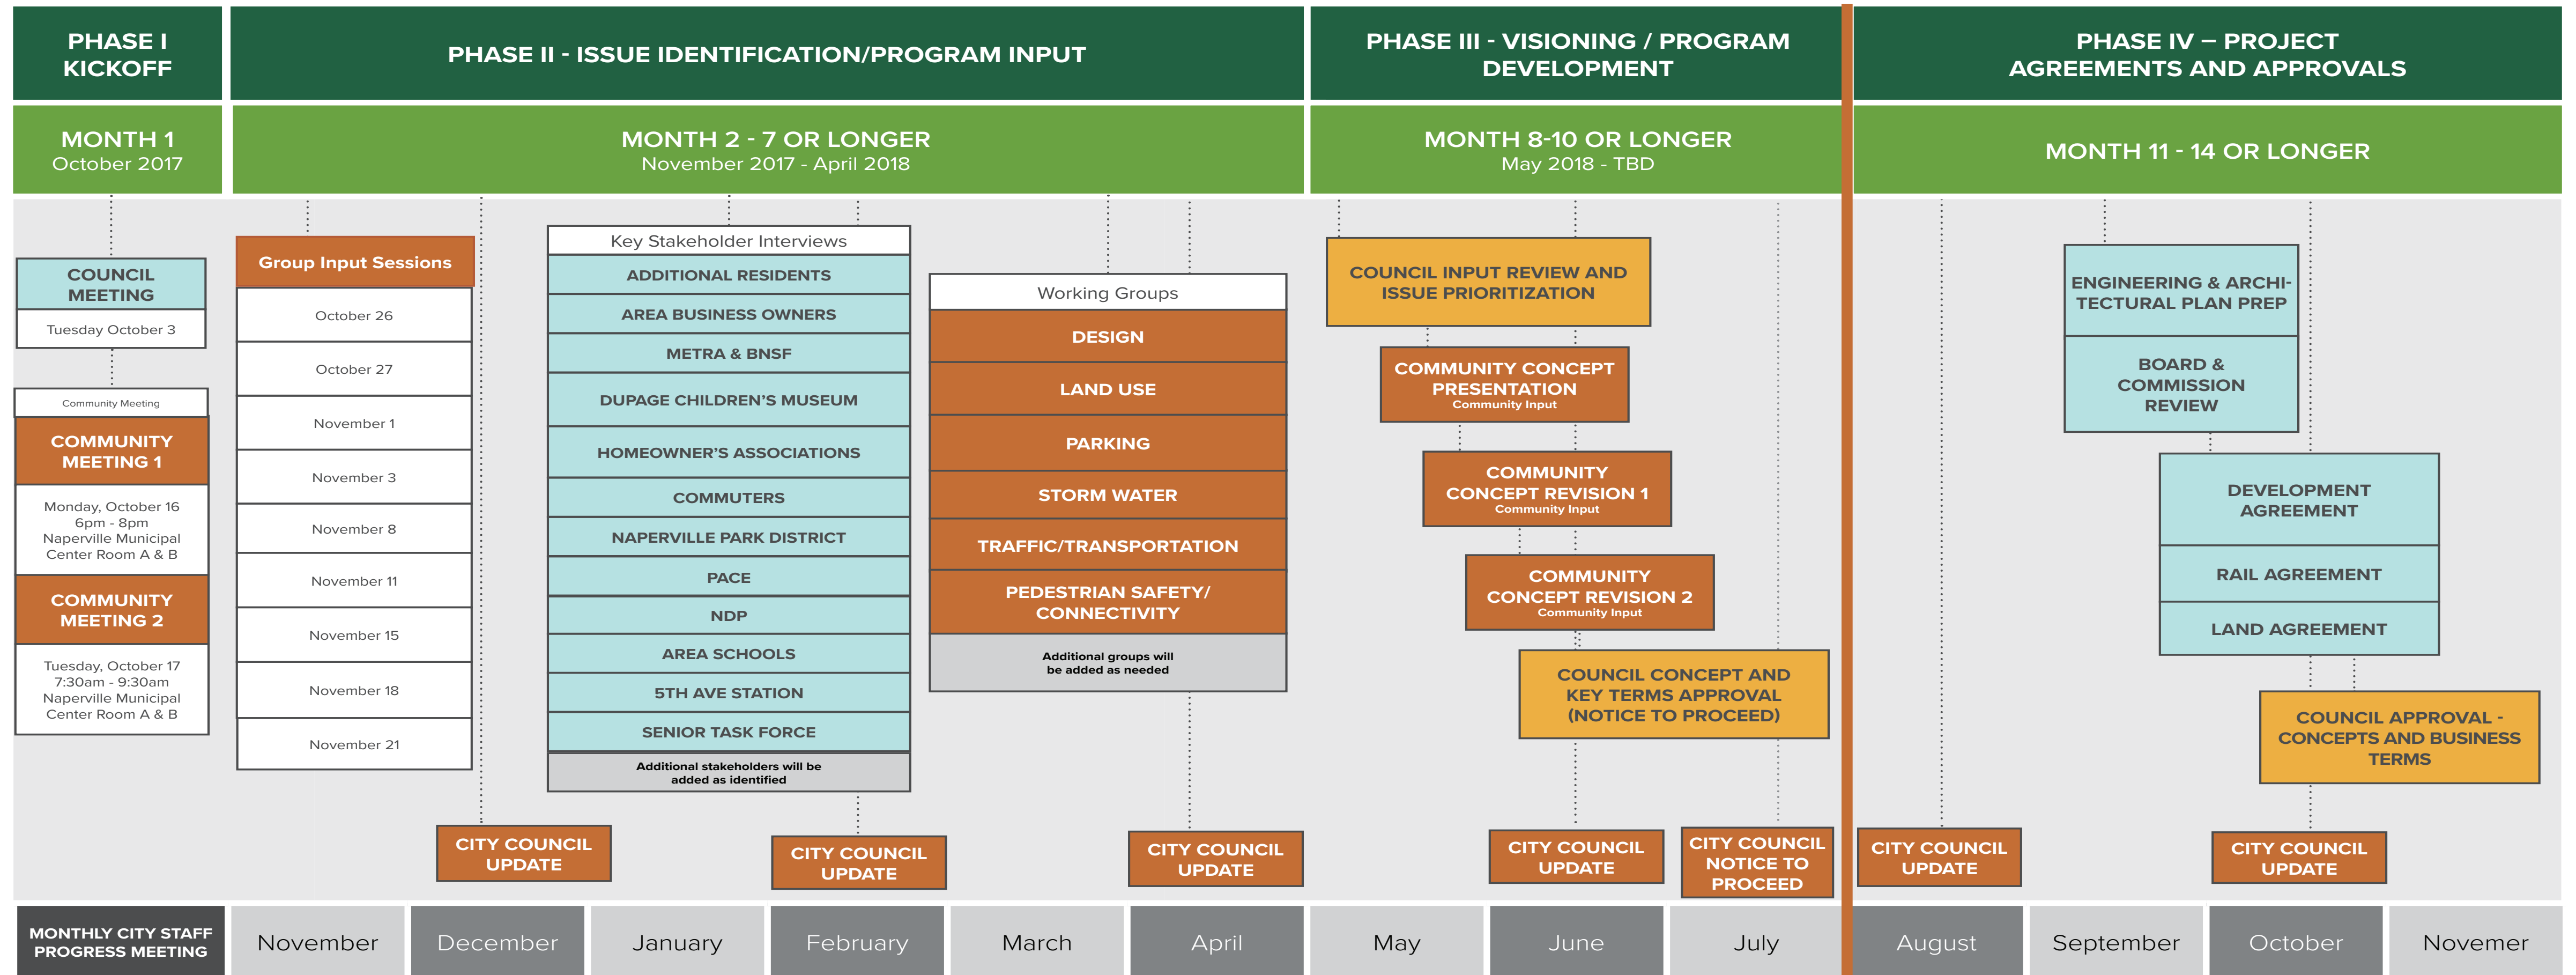 PHASE I
KICKOFF
PHASE II - ISSUE IDENTIFICATION/PROGRAM INPUT
PHASE III - VISIONING / PROGRAM
DEVELOPMENT
PHASE IV – PROJECT
AGREEMENTS AND APPROVALS
MONTH 1
October 2017
MONTH 2 - 7 OR LONGER
November 2017 - April 2018
MONTH 8-10 OR LONGER
May 2018 - TBD
MONTH 11 - 14 OR LONGER
COUNCIL
MEETING
Tuesday October 3
Community Meeting
COMMUNITY
MEETING 1
Monday, October 16
6pm - 8pm
Naperville Municipal
Center Room A & B
COMMUNITY
MEETING 2
Tuesday, October 17
7:30am - 9:30am
Naperville Municipal
Center Room A & B
Group Input Sessions
October 26
October 27
November 1
November 3
November 8
November 11
November 15
November 18
November 21
Key Stakeholder Interviews
ADDITIONAL RESIDENTS
AREA BUSINESS OWNERS
METRA & BNSF
DUPAGE CHILDREN'S MUSEUM
HOMEOWNER'S ASSOCIATIONS
COMMUTERS
NAPERVILLE PARK DISTRICT
PACE
NDP
AREA SCHOOLS
5TH AVE STATION
SENIOR TASK FORCE
Additional stakeholders will be
added as identified
Working Groups
DESIGN
LAND USE
PARKING
STORM WATER
TRAFFIC/TRANSPORTATION
PEDESTRIAN SAFETY/
CONNECTIVITY
Additional groups will
be added as needed
COUNCIL INPUT REVIEW AND
ISSUE PRIORITIZATION
COMMUNITY CONCEPT
PRESENTATION
Community Input
COMMUNITY
CONCEPT REVISION 1
Community Input
COMMUNITY
CONCEPT REVISION 2
Community Input
COUNCIL CONCEPT AND
KEY TERMS APPROVAL
(NOTICE TO PROCEED)
ENGINEERING & ARCHI-
TECTURAL PLAN PREP
BOARD &
COMMISSION
REVIEW
DEVELOPMENT
AGREEMENT
RAIL AGREEMENT
LAND AGREEMENT
COUNCIL APPROVAL -
CONCEPTS AND BUSINESS
TERMS
CITY COUNCIL
UPDATE
CITY COUNCIL
UPDATE
CITY COUNCIL
UPDATE
CITY COUNCIL
UPDATE
CITY COUNCIL
NOTICE TO
PROCEED
CITY COUNCIL
UPDATE
CITY COUNCIL
UPDATE
MONTHLY CITY STAFF
PROGRESS MEETING
November
December
January
February
March
April
May
June
July
August
September
October
Novemer